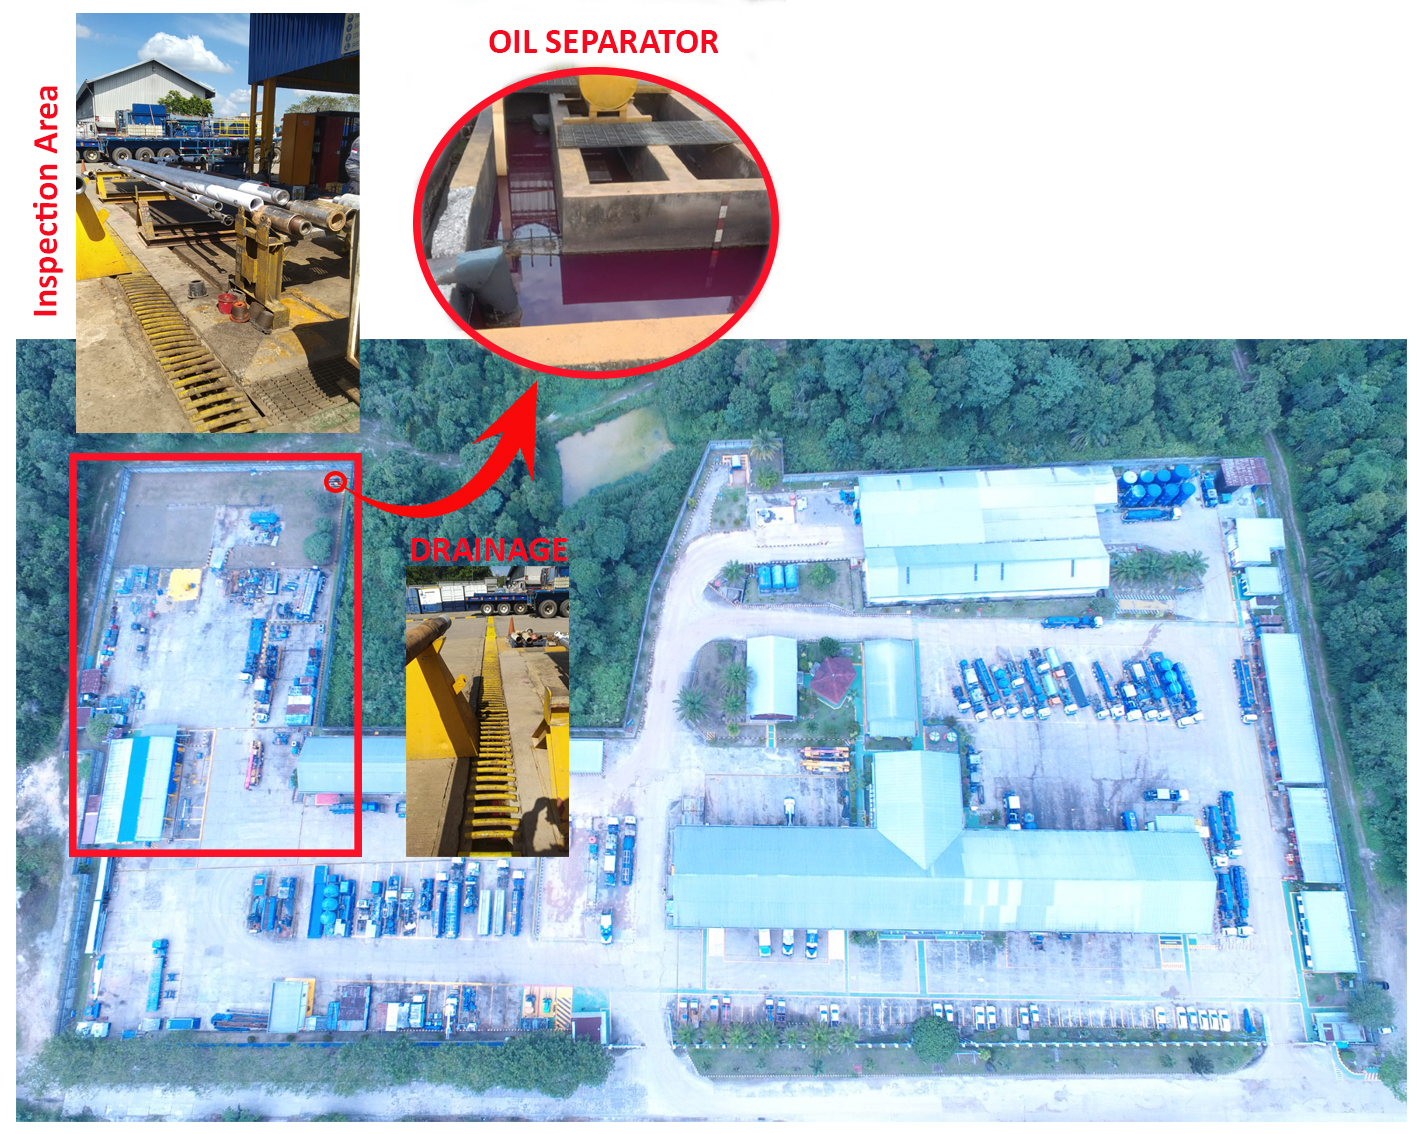 OIL SEPARATOR
Inspection Area
DRAINAGE